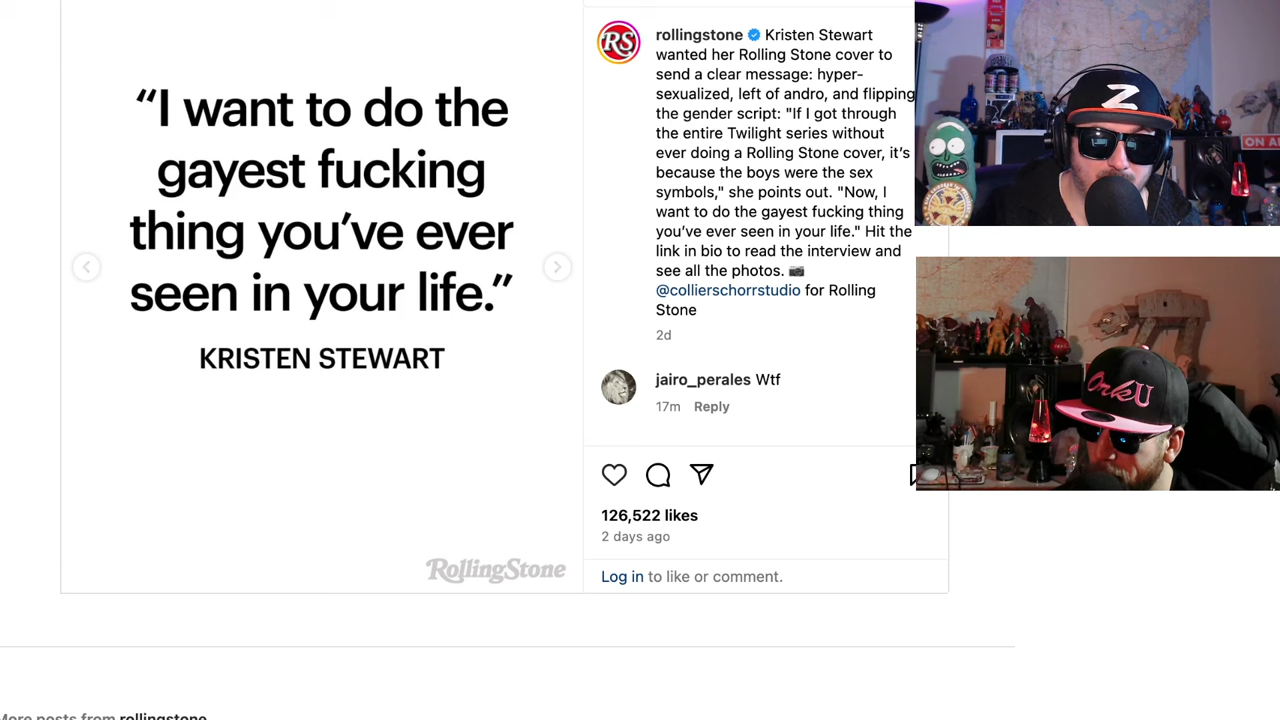 “I want to do the
gayest fucking
thing you’ve ever
seen in your life.”
KRISTEN STEWART
RollingStone
RS
rollingstone Kristen Stewart
wanted her Rolling Stone cover to
send a clear message: hyper-
sexualized, left of andro, and flipping
the gender script: "If I got through
the entire Twilight series without
ever doing a Rolling Stone cover, it’s
because the boys were the sex
symbols," she points out. "Now, I
want to do the gayest fucking thing
you’ve ever seen in your life." Hit the
link in bio to read the interview and
see all the photos. 📷
@collierschorrstudio for Rolling
Stone
2d
jairo_perales Wtf
17m Reply
126,522 likes
2 days ago
Log in to like or comment.
More posts from rollingstone
Z
ON A
OrkU